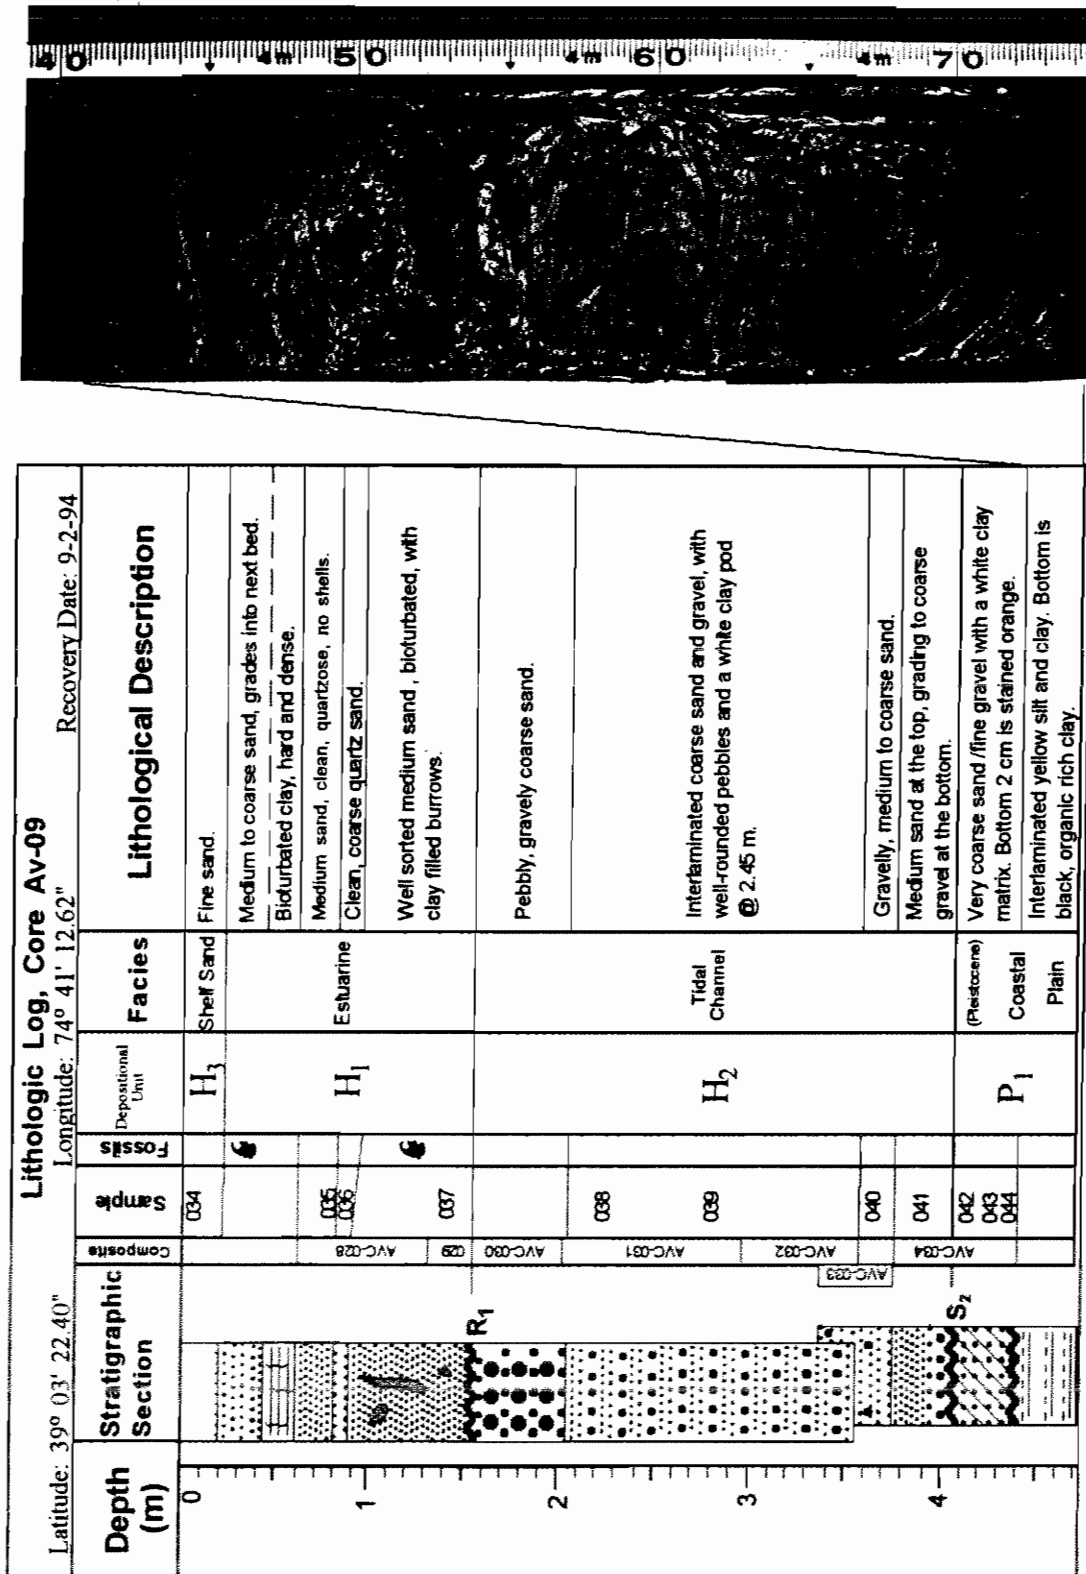 40 4m 50 4m 60 4m 70
Lithologic Log, Core Av-09
Latitude: 39° 03' 22.40" Longitude: 74° 41' 12.62" Recovery Date: 9-2-94
Depth (m)
Stratigraphic Section
Composite
Sample
Fossils
Depositional Unit
Facies
Lithological Description
0
1
2
3
4
R1
S2
AVC-028
029
AVC-030
AVC-031
AVC-032
AVC-033
AVC-034
034
035
036
037
038
039
040
041
042
043
044
H3
H1
H2
P1
Shelf Sand
Estuarine
Tidal
Channel
(Pleistocene)
Coastal
Plain
Fine sand.
Medium to coarse sand, grades into next bed.
Bioturbated clay, hard and dense.
Medium sand, clean, quartzose, no shells.
Clean, coarse quartz sand.
Well sorted medium sand , bioturbated, with
clay filled burrows.
Pebbly, gravely coarse sand.
Interlaminated coarse sand and gravel, with
well-rounded pebbles and a white clay pod
@ 2.45 m.
Gravelly, medium to coarse sand.
Medium sand at the top, grading to coarse
gravel at the bottom.
Very coarse sand /fine gravel with a white clay
matrix. Bottom 2 cm is stained orange.
Interlaminated yellow silt and clay. Bottom is
black, organic rich clay.